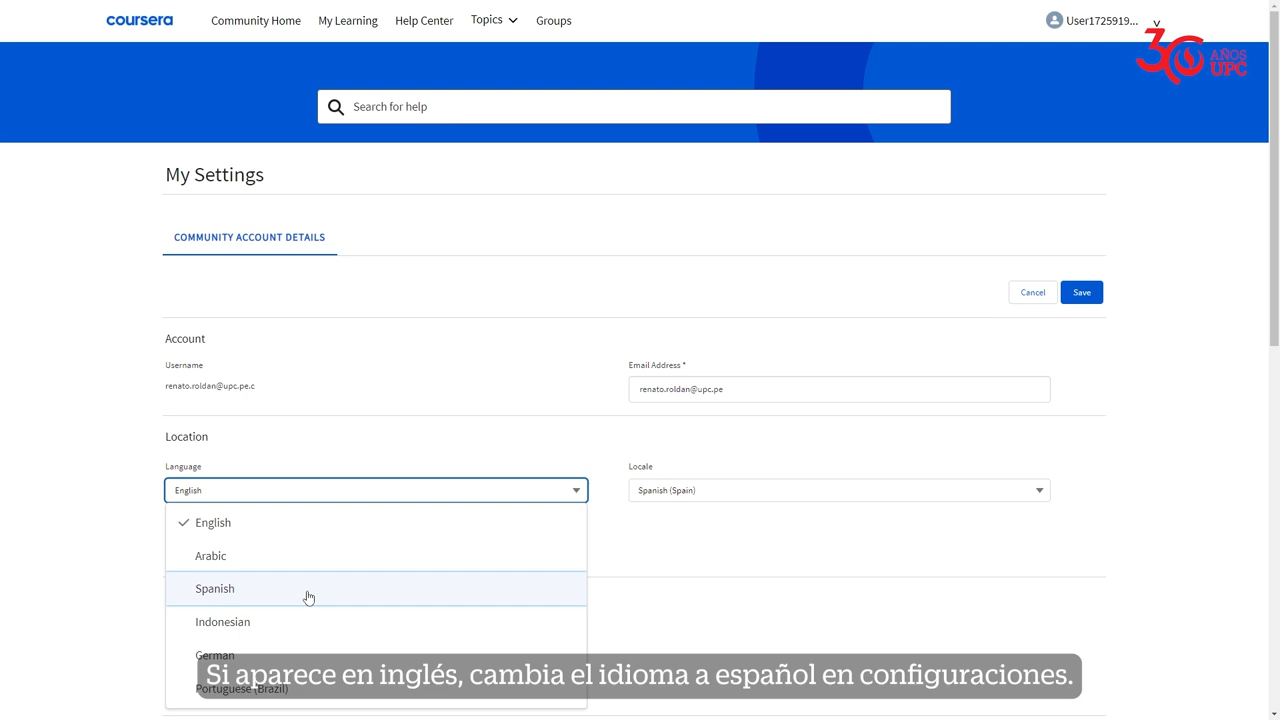 coursera
Community Home
My Learning
Help Center
Topics
Groups
User1725919...
30 AÑOS UPC
Search for help
My Settings
COMMUNITY ACCOUNT DETAILS
Cancel
Save
Account
Username
Email Address *
renato.roldan@upc.pe.c
renato.roldan@upc.pe
Location
Language
Locale
English
Spanish (Spain)
English
Arabic
Spanish
Indonesian
German
Si aparece en inglés, cambia el idioma a español en configuraciones.
Portuguese (Brazil)